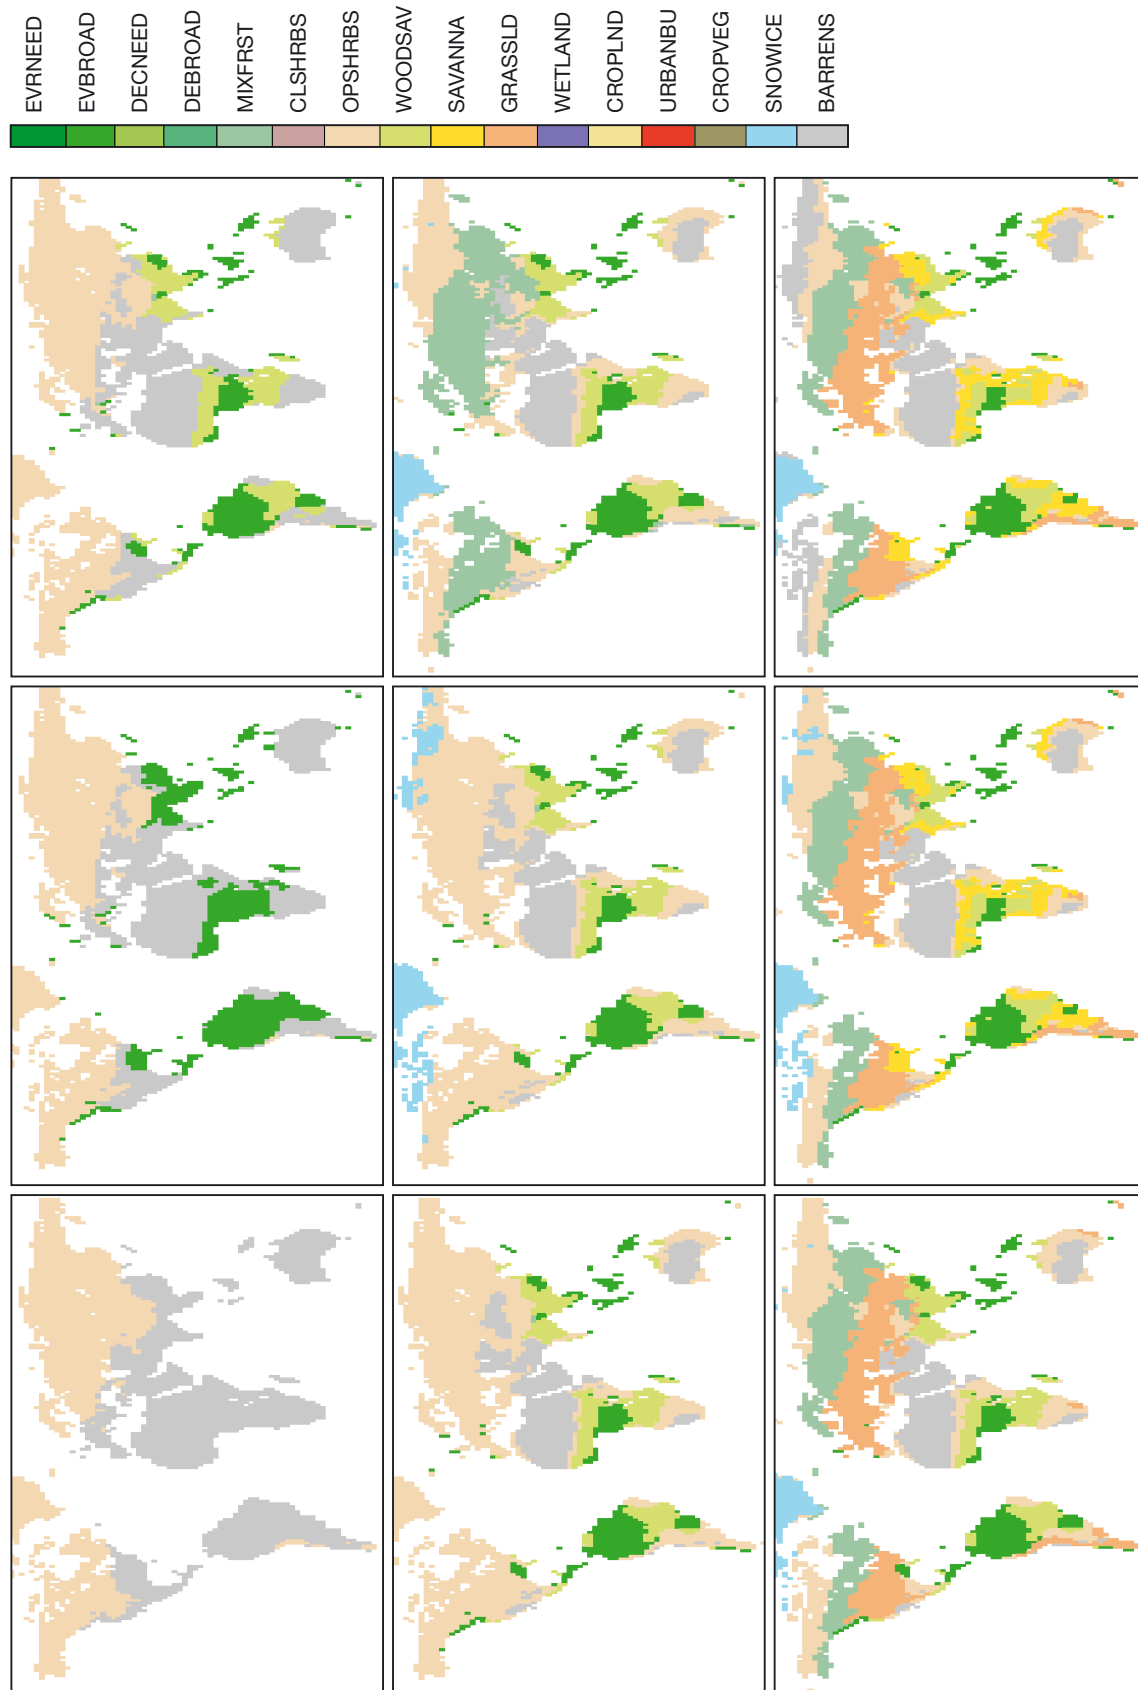 EVRNEED
EVBROAD
DECNEED
DEBROAD
MIXFRST
CLSHRBS
OPSHRBS
WOODSAV
SAVANNA
GRASSLD
WETLAND
CROPLND
URBANBU
CROPVEG
SNOWICE
BARRENS